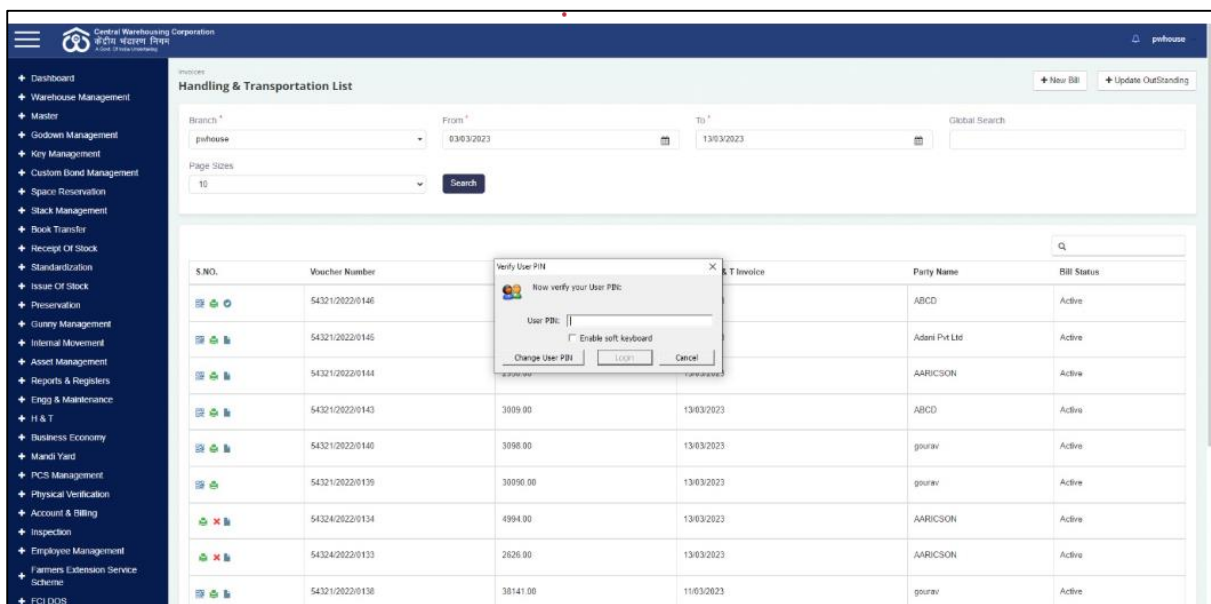 Central Warehousing Corporation
केंद्रीय भंडारण निगम
A Govt. Of India Undertaking
pwhouse
+ Dashboard
+ Warehouse Management
+ Master
+ Godown Management
+ Key Management
+ Custom Bond Management
+ Space Reservation
+ Stack Management
+ Book Transfer
+ Receipt Of Stock
+ Standardization
+ Issue Of Stock
+ Preservation
+ Gunny Management
+ Internal Movement
+ Asset Management
+ Reports & Registers
+ Engg & Maintenance
+ H & T
+ Business Economy
+ Mandi Yard
+ PCS Management
+ Physical Verification
+ Account & Billing
+ Inspection
+ Employee Management
+ Farmers Extension Service
Scheme
+ FCI DOS
Invoices
Handling & Transportation List
+ New Bill + Update OutStanding
Branch * From * To * Global Search
pwhouse 03/03/2023 13/03/2023
Page Sizes
10 Search
S.NO. Voucher Number & T Invoice Party Name Bill Status
54321/2022/0146 ABCD Active
54321/2022/0145 Adani Pvt Ltd Active
54321/2022/0144 13/03/2023 AARICSON Active
54321/2022/0143 3009.00 13/03/2023 ABCD Active
54321/2022/0140 3098.00 13/03/2023 gourav Active
54321/2022/0139 30090.00 13/03/2023 gourav Active
54324/2022/0134 4994.00 13/03/2023 AARICSON Active
54324/2022/0133 2626.00 13/03/2023 AARICSON Active
54321/2022/0138 38141.00 11/03/2023 gourav Active
Verify User PIN
Now verify your User PIN:
User PIN:
Enable soft keyboard
Change User PIN Login Cancel